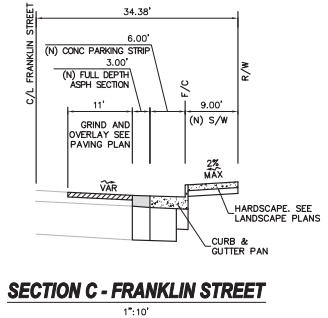 34.38'
C/L FRANKLIN STREET
6.00'
(N) CONC PARKING STRIP
3.00'
(N) FULL DEPTH
ASPH SECTION
F/C
R/W
11'
9.00'
(N) S/W
GRIND AND
OVERLAY SEE
PAVING PLAN
2%
MAX
VAR
HARDSCAPE. SEE
LANDSCAPE PLANS
CURB &
GUTTER PAN
SECTION C - FRANKLIN STREET
1":10'